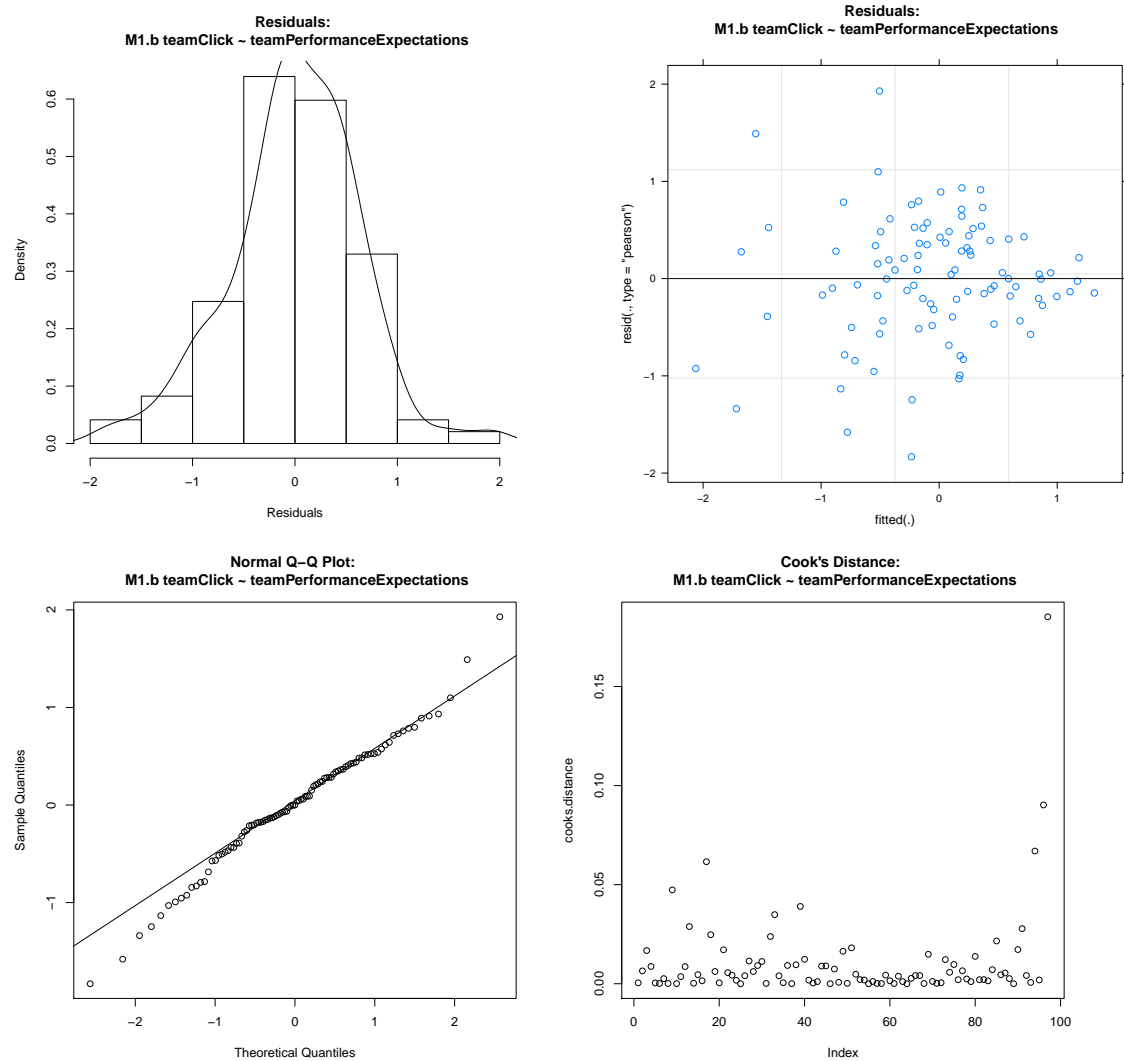 Residuals:
M1.b teamClick ~ teamPerformanceExpectations
Density
0.0
0.1
0.2
0.3
0.4
0.5
0.6
−2
−1
0
1
2
Residuals
Residuals:
M1.b teamClick ~ teamPerformanceExpectations
resid(., type = "pearson")
2
1
0
−1
−2
−2
−1
0
1
fitted(.)
Normal Q−Q Plot:
M1.b teamClick ~ teamPerformanceExpectations
Sample Quantiles
2
1
0
−1
−2
−1
0
1
2
Theoretical Quantiles
Cook's Distance:
M1.b teamClick ~ teamPerformanceExpectations
cooks.distance
0.15
0.10
0.05
0.00
0
20
40
60
80
100
Index